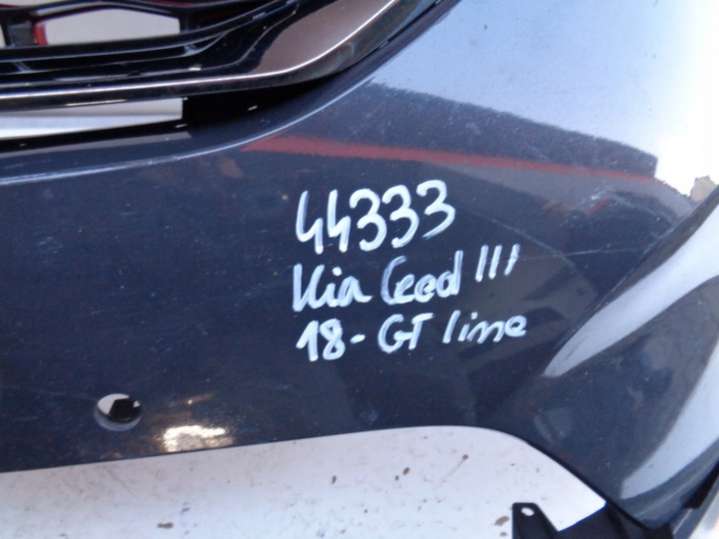 44333
Kia Ceed III
18- GT line